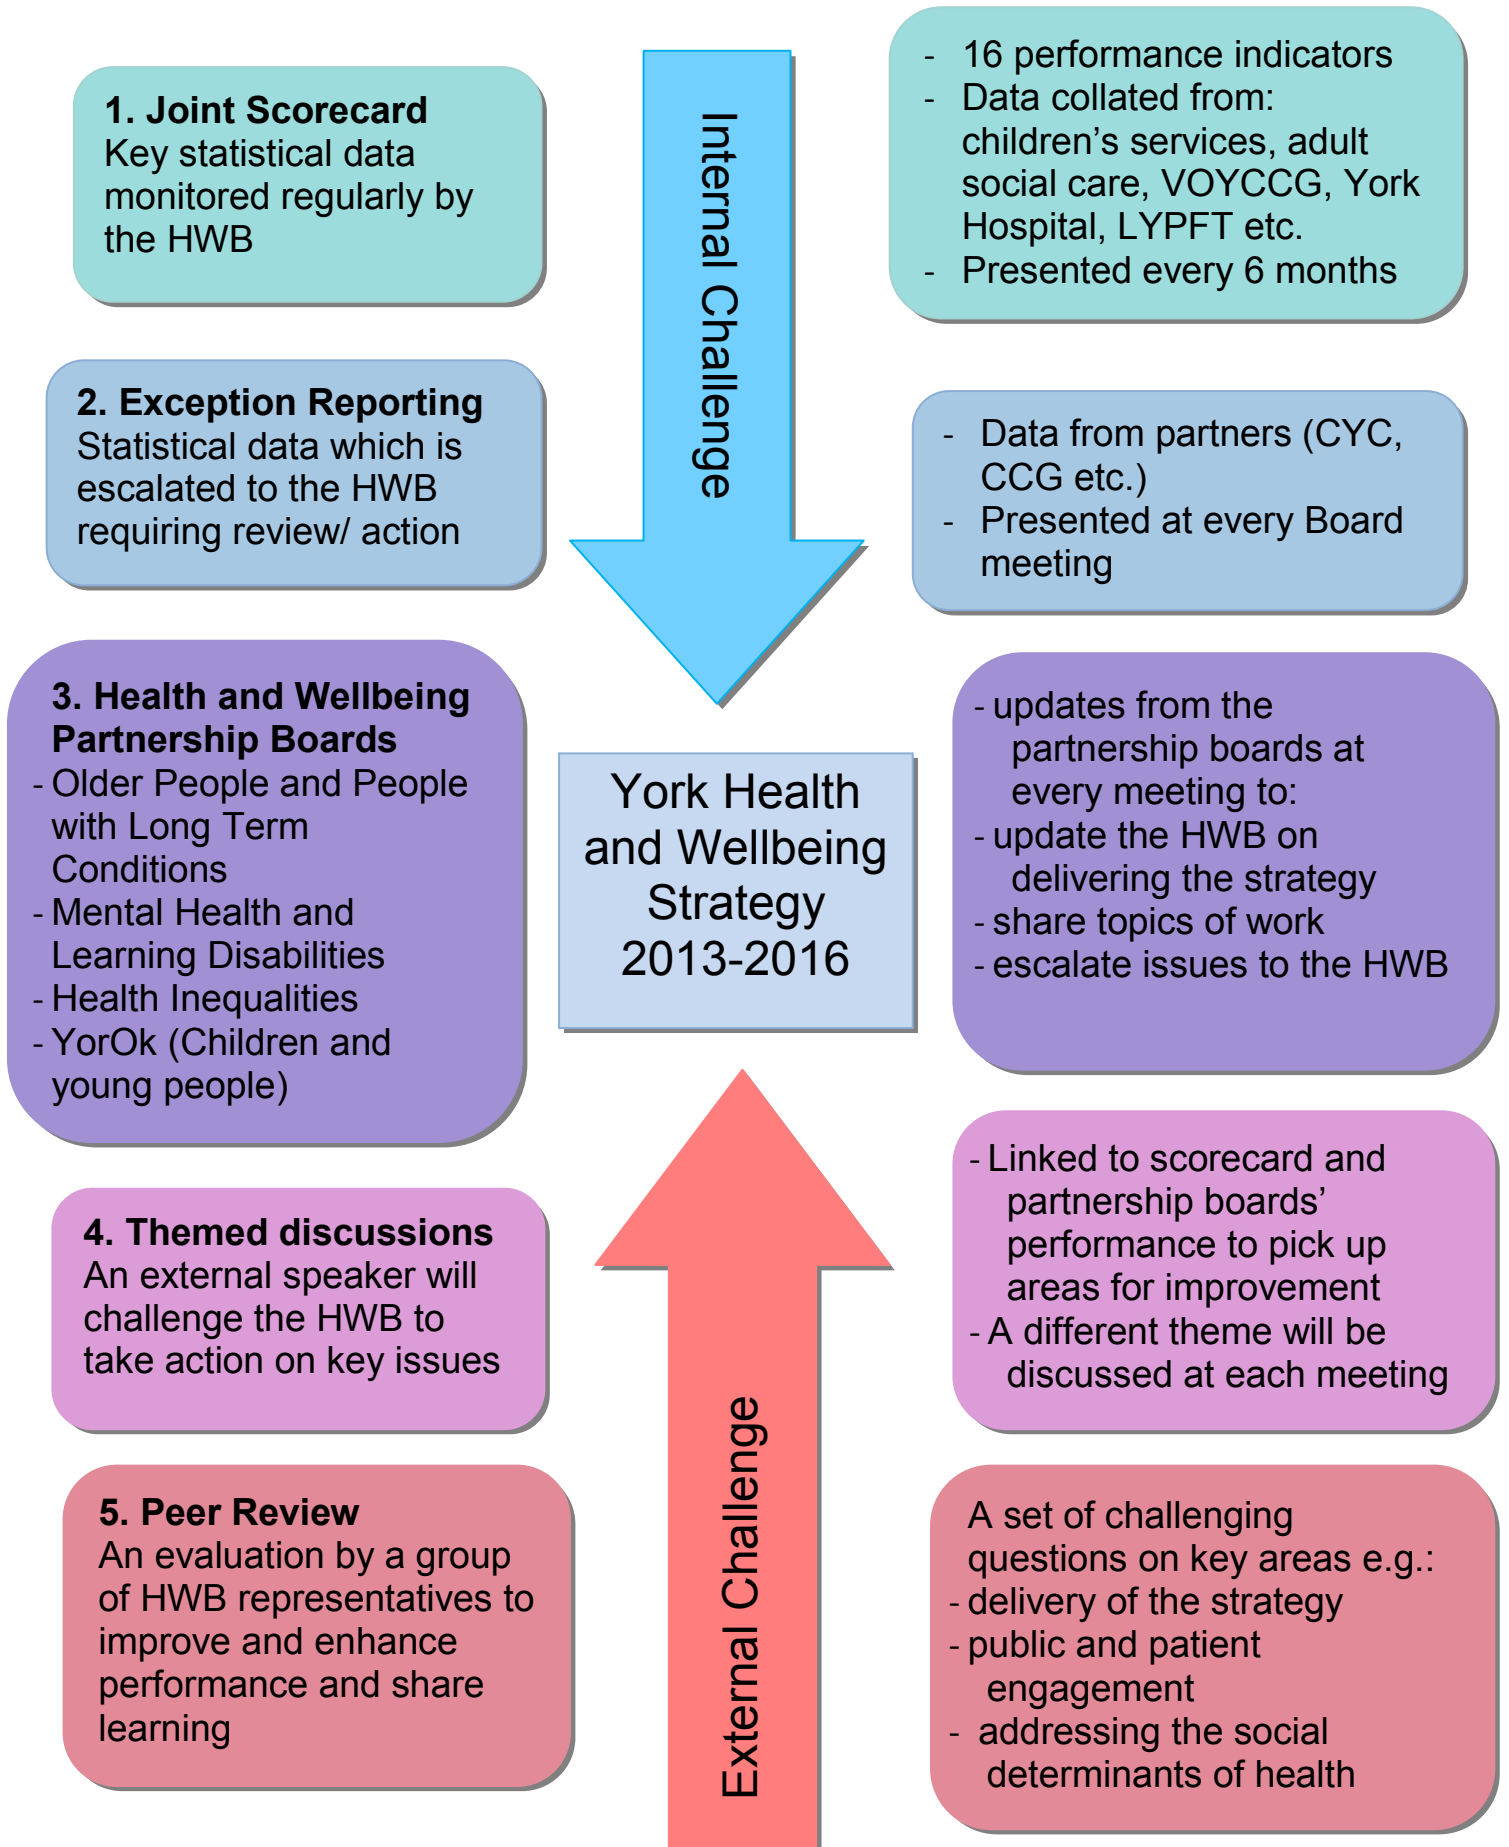 1. Joint Scorecard
Key statistical data
monitored regularly by
the HWB
Internal Challenge
- 16 performance indicators
- Data collated from:
children’s services, adult
social care, VOYCCG, York
Hospital, LYPFT etc.
- Presented every 6 months
2. Exception Reporting
Statistical data which is
escalated to the HWB
requiring review/ action
- Data from partners (CYC,
CCG etc.)
- Presented at every Board
meeting
3. Health and Wellbeing
Partnership Boards
- Older People and People
with Long Term
Conditions
- Mental Health and
Learning Disabilities
- Health Inequalities
- YorOk (Children and
young people)
York Health
and Wellbeing
Strategy
2013-2016
- updates from the
partnership boards at
every meeting to:
- update the HWB on
delivering the strategy
- share topics of work
- escalate issues to the HWB
4. Themed discussions
An external speaker will
challenge the HWB to
take action on key issues
- Linked to scorecard and
partnership boards’
performance to pick up
areas for improvement
- A different theme will be
discussed at each meeting
External Challenge
5. Peer Review
An evaluation by a group
of HWB representatives to
improve and enhance
performance and share
learning
A set of challenging
questions on key areas e.g.:
- delivery of the strategy
- public and patient
engagement
- addressing the social
determinants of health